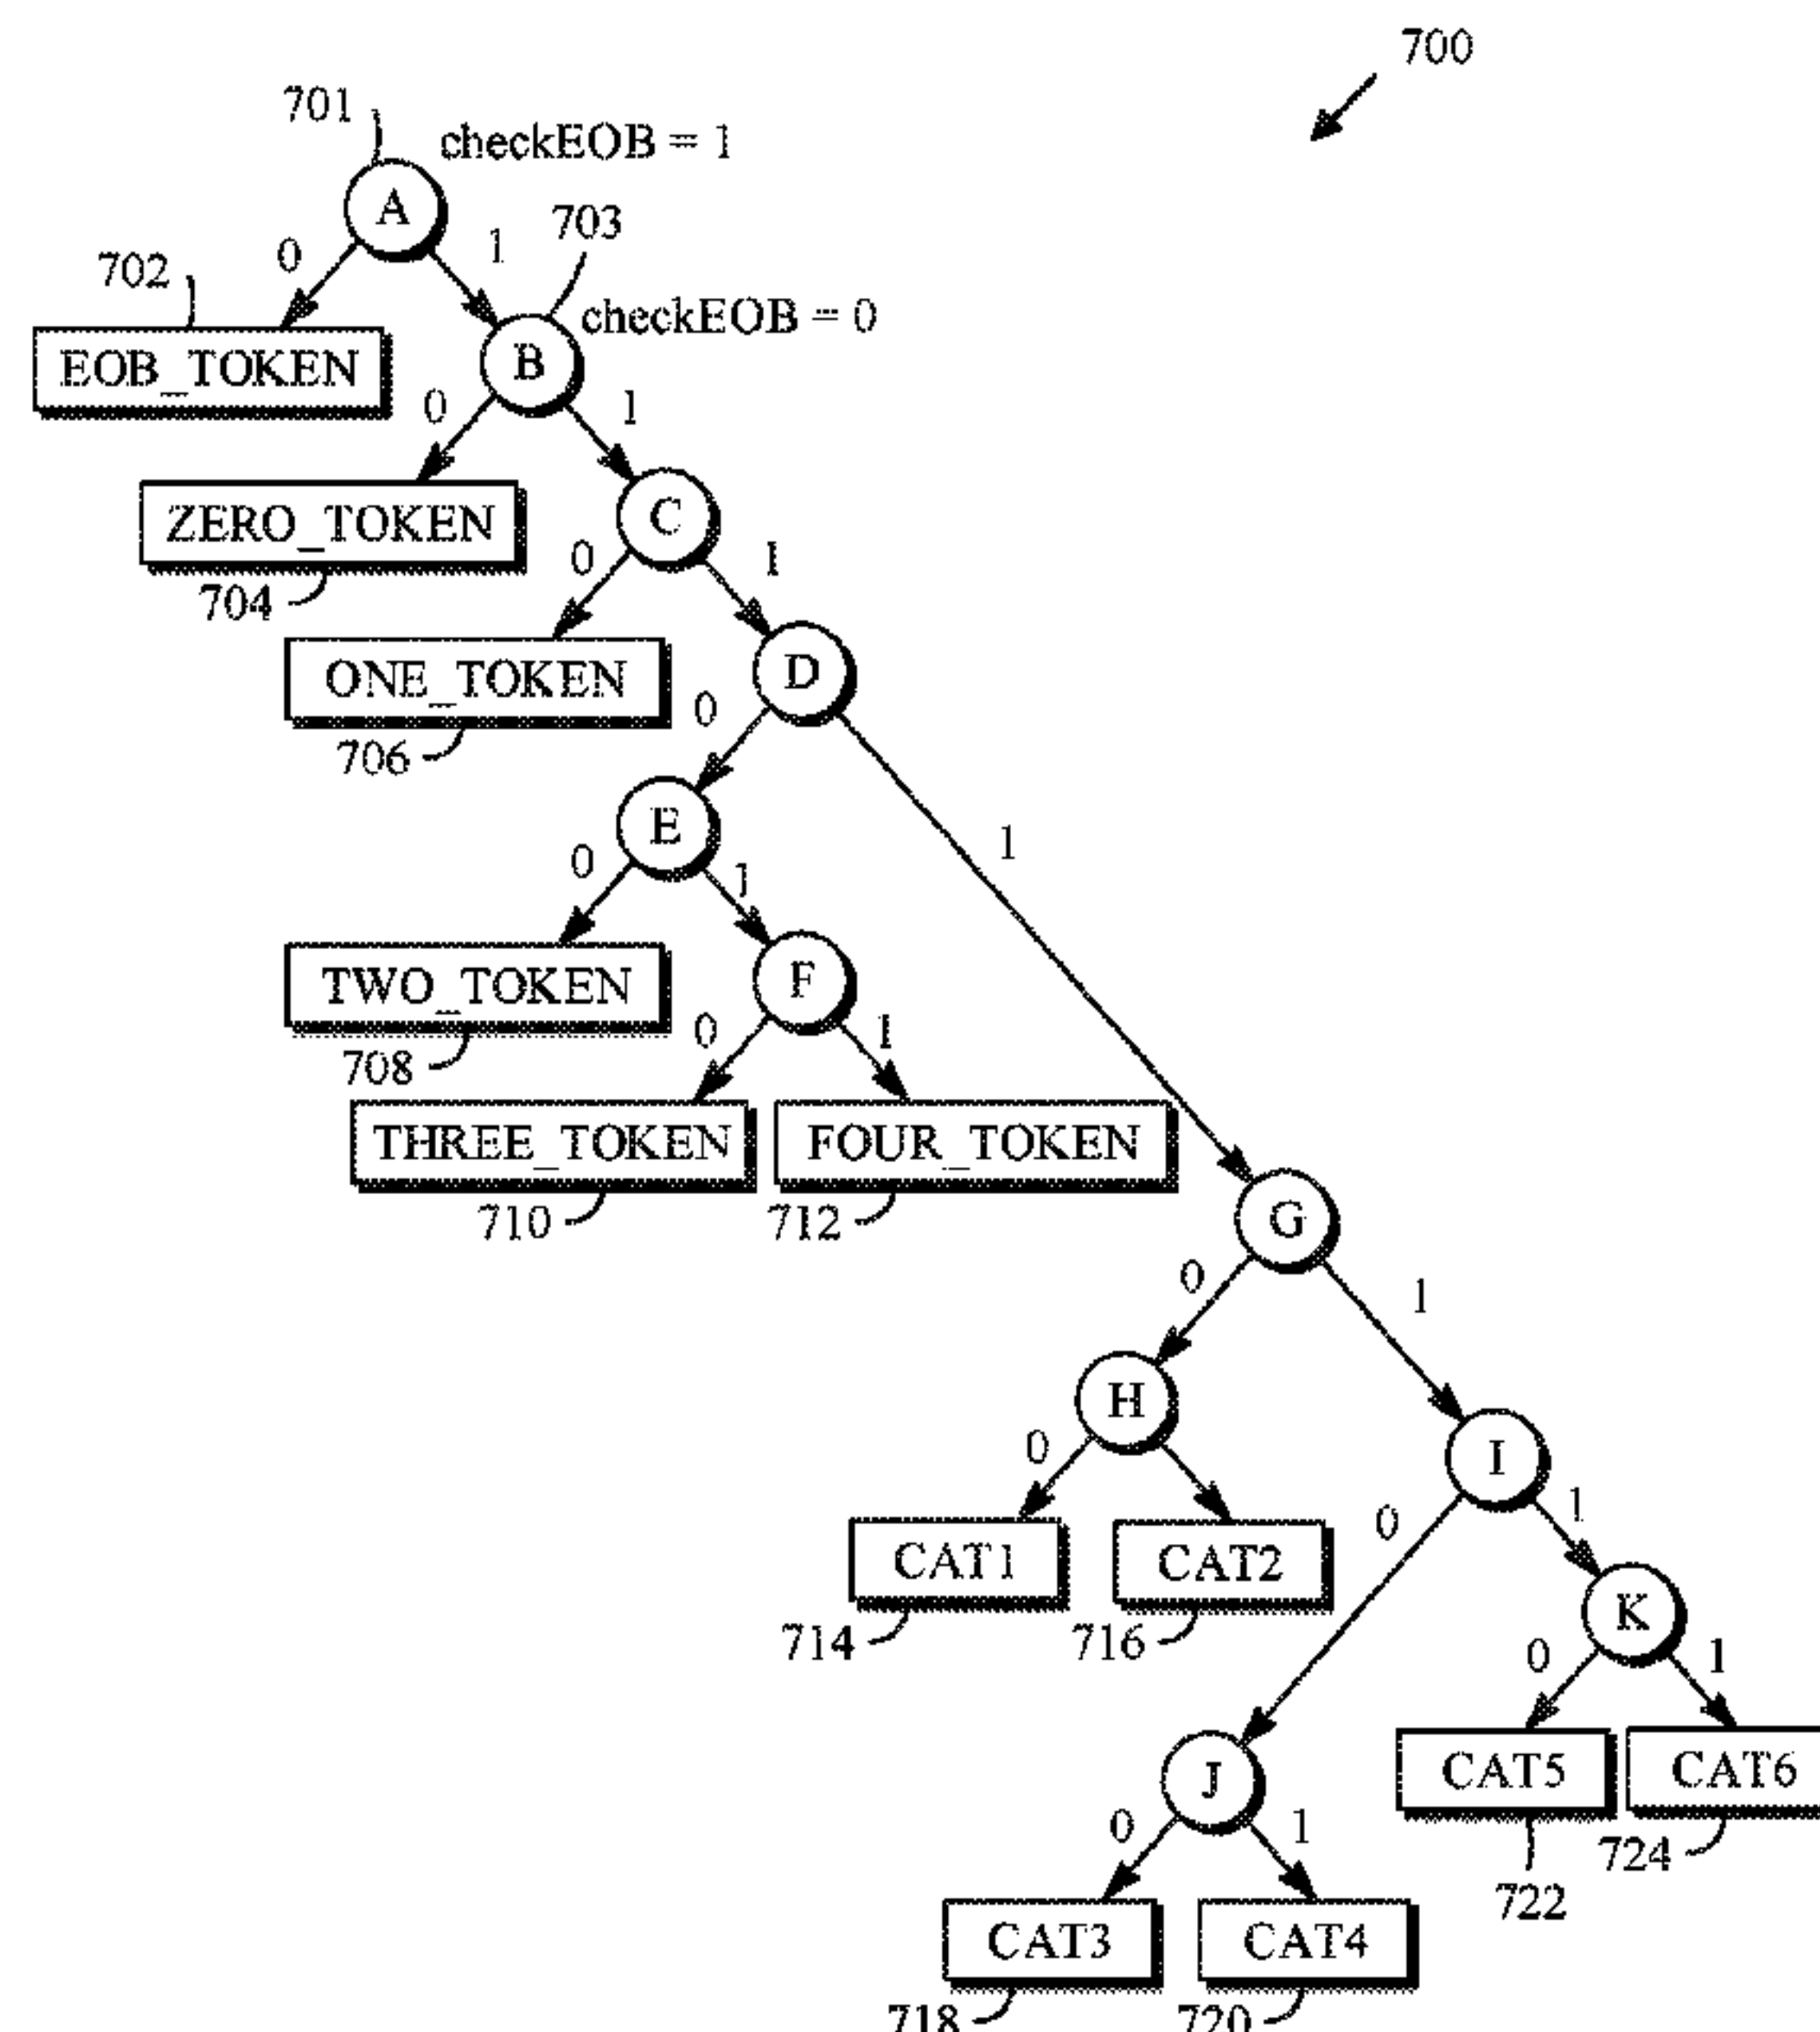 700
701
checkEOB = 1
A
703
0
1
702
checkEOB = 0
EOB_TOKEN
B
0
1
ZERO_TOKEN
C
704
0
1
ONE_TOKEN
D
706
0
1
E
0
1
TWO_TOKEN
F
708
0
1
THREE_TOKEN
FOUR_TOKEN
710
712
G
0
1
H
I
0
0
1
CAT1
CAT2
K
714
716
0
1
J
CAT5
CAT6
0
1
724
722
CAT3
CAT4
718
720